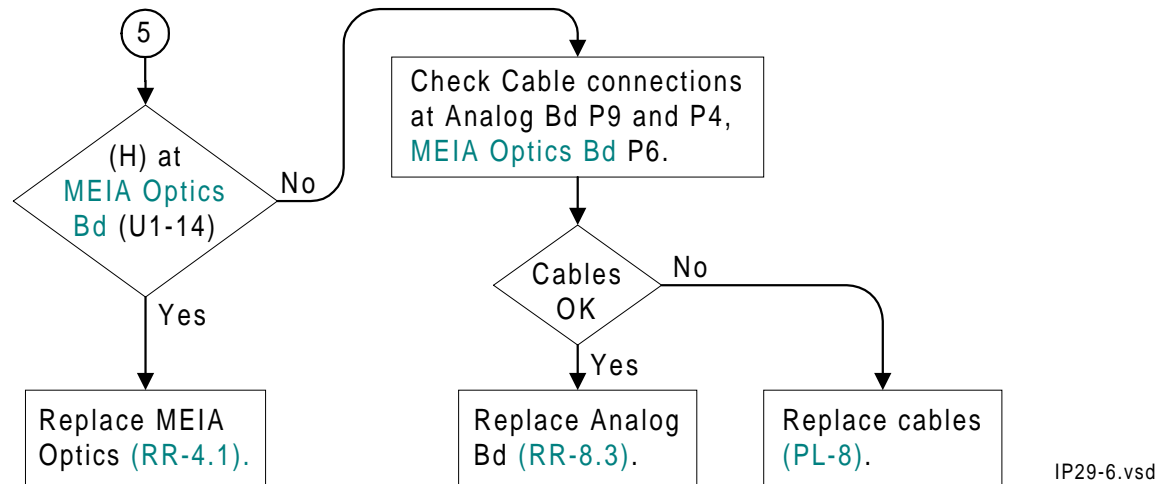 5
(H) at
MEIA Optics
Bd (U1-14)
No
Yes
Replace MEIA
Optics (RR-4.1).
Check Cable connections
at Analog Bd P9 and P4,
MEIA Optics Bd P6.
Cables
OK
No
Yes
Replace Analog
Bd (RR-8.3).
Replace cables
(PL-8).
IP29-6.vsd